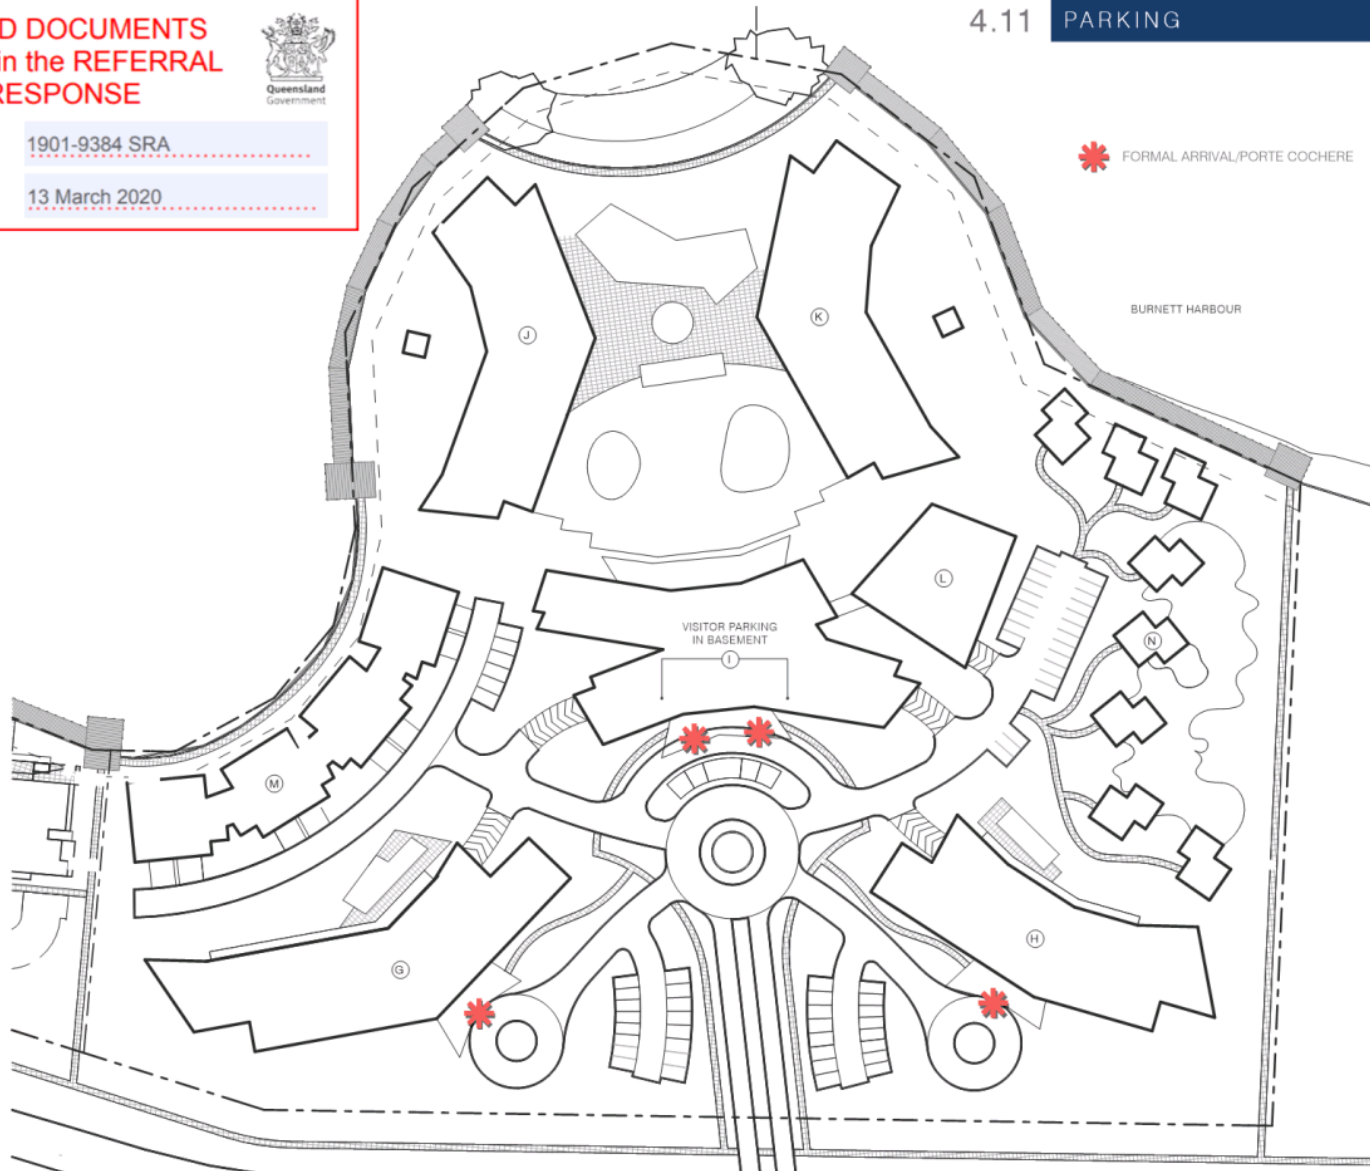 D DOCUMENTS
in the REFERRAL
RESPONSE
Queensland
Government
1901-9384 SRA
13 March 2020
4.11 PARKING
FORMAL ARRIVAL/PORTE COCHERE
BURNETT HARBOUR
J
K
L
VISITOR PARKING
IN BASEMENT
I
N
M
G
H